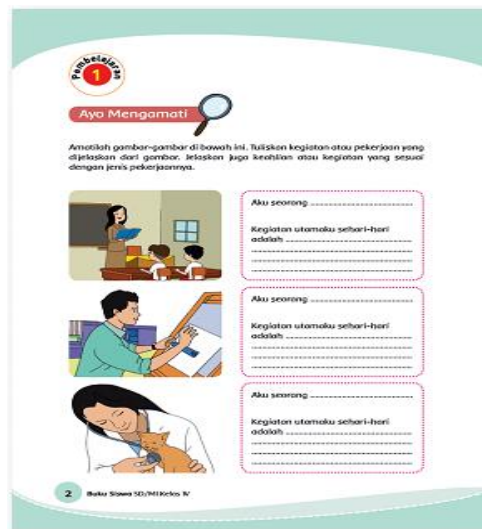 Pembelajaran
1
Ayo Mengamati
Amatilah gambar-gambar di bawah ini. Tuliskan kegiatan atau pekerjaan yang
dijelaskan dari gambar. Jelaskan juga keahlian atau kegiatan yang sesuai
dengan jenis pekerjaannya.
Aku seorang
Kegiatan utamaku sehari-hari
adalah
Aku seorang
Kegiatan utamaku sehari-hari
adalah
Aku seorang
Kegiatan utamaku sehari-hari
adalah
2 Buku Siswa SD/MI Kelas IV